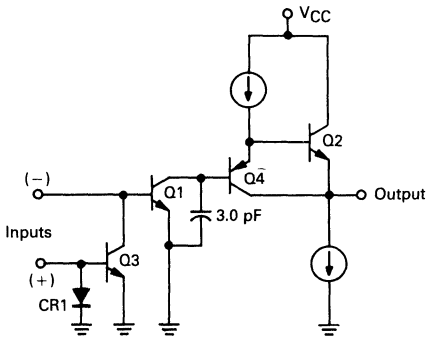 VCC
Q2
Q4
(−)
Q1
Output
3.0 pF
Inputs
Q3
(+)
CR1